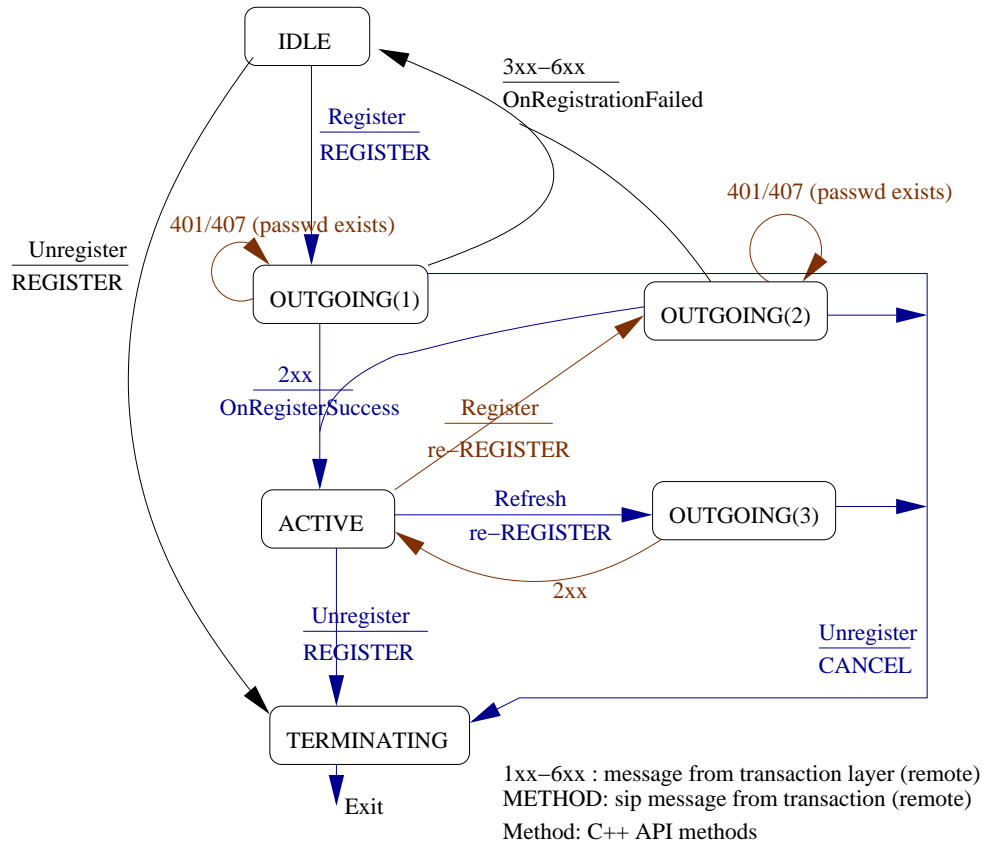 IDLE
3xx−6xx
OnRegistrationFailed
Register
REGISTER
401/407 (passwd exists)
401/407 (passwd exists)
Unregister
REGISTER
OUTGOING(1)
OUTGOING(2)
2xx
OnRegisterSuccess
Register
re−REGISTER
ACTIVE
Refresh
re−REGISTER
OUTGOING(3)
2xx
Unregister
REGISTER
Unregister
CANCEL
TERMINATING
Exit
1xx−6xx : message from transaction layer (remote)
METHOD: sip message from transaction (remote)
Method: C++ API methods